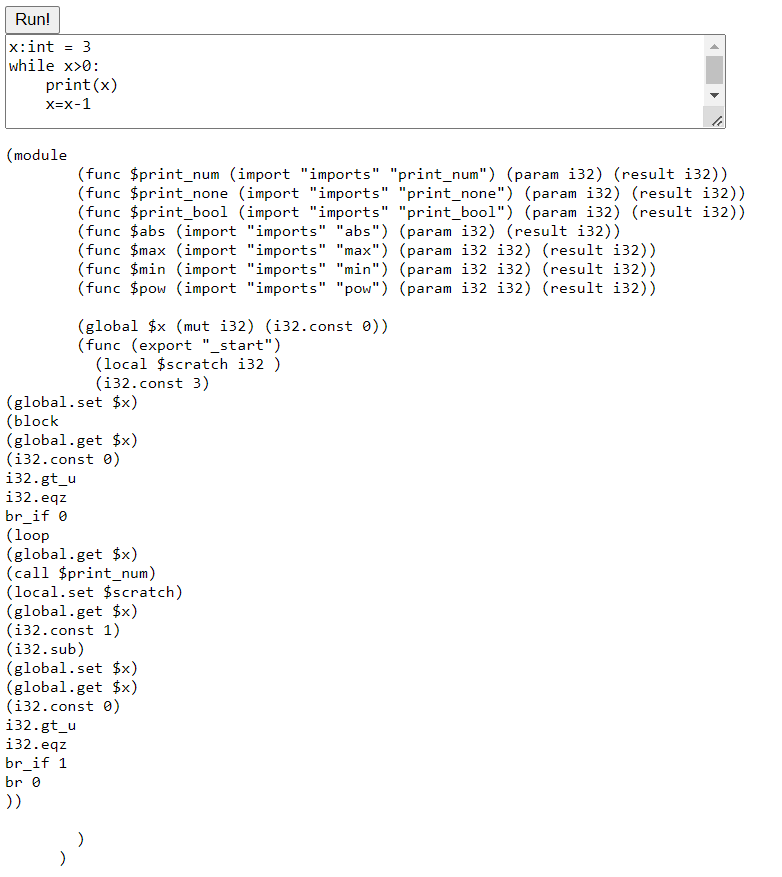 Run!
x:int = 3
while x>0:
    print(x)
    x=x-1
(module
        (func $print_num (import "imports" "print_num") (param i32) (result i32))
        (func $print_none (import "imports" "print_none") (param i32) (result i32))
        (func $print_bool (import "imports" "print_bool") (param i32) (result i32))
        (func $abs (import "imports" "abs") (param i32) (result i32))
        (func $max (import "imports" "max") (param i32 i32) (result i32))
        (func $min (import "imports" "min") (param i32 i32) (result i32))
        (func $pow (import "imports" "pow") (param i32 i32) (result i32))
        (global $x (mut i32) (i32.const 0))
        (func (export "_start")
          (local $scratch i32 )
          (i32.const 3)
(global.set $x)
(block
(global.get $x)
(i32.const 0)
i32.gt_u
i32.eqz
br_if 0
(loop
(global.get $x)
(call $print_num)
(local.set $scratch)
(global.get $x)
(i32.const 1)
(i32.sub)
(global.set $x)
(global.get $x)
(i32.const 0)
i32.gt_u
i32.eqz
br_if 1
br 0
))
        )
      )